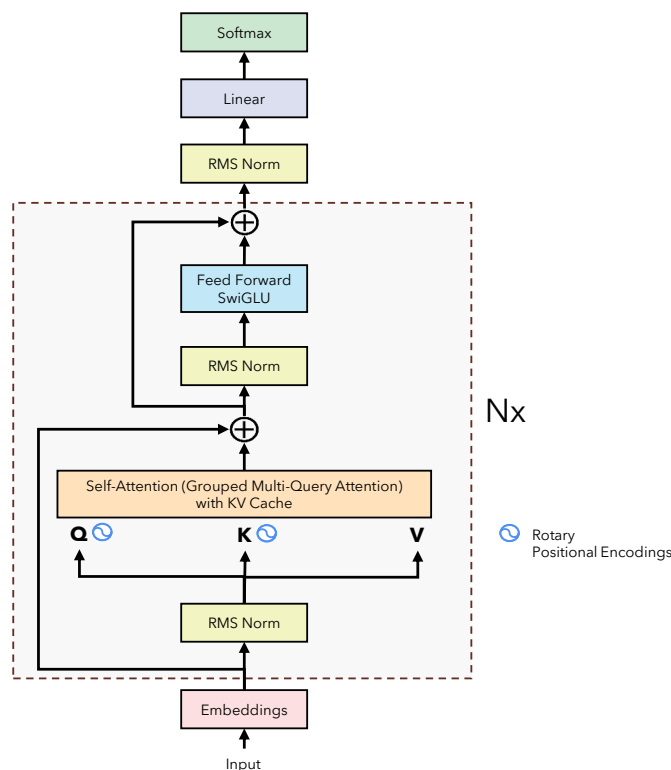 Softmax
Linear
RMS Norm
Feed Forward
SwiGLU
RMS Norm
Nx
Self-Attention (Grouped Multi-Query Attention)
with KV Cache
Q
K
V
Rotary
Positional Encodings
RMS Norm
Embeddings
Input